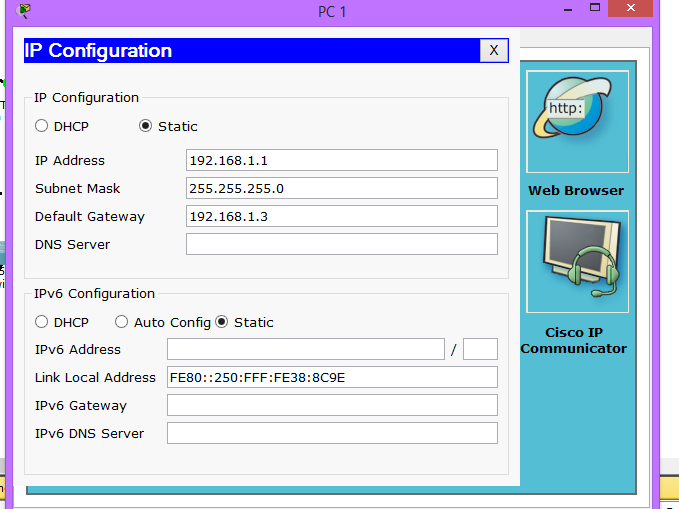 PC 1
IP Configuration
X
IP Configuration
DHCP
Static
IP Address
192.168.1.1
Subnet Mask
255.255.255.0
Default Gateway
192.168.1.3
DNS Server
IPv6 Configuration
DHCP
Auto Config
Static
IPv6 Address
/
Link Local Address
FE80::250:FFF:FE38:8C9E
IPv6 Gateway
IPv6 DNS Server
http:
Web Browser
Cisco IP
Communicator